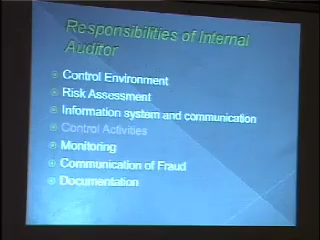 Responsibilities of Internal
Auditor
Control Environment
Risk Assessment
Information system and communication
Control Activities
Monitoring
Communication of Fraud
Documentation